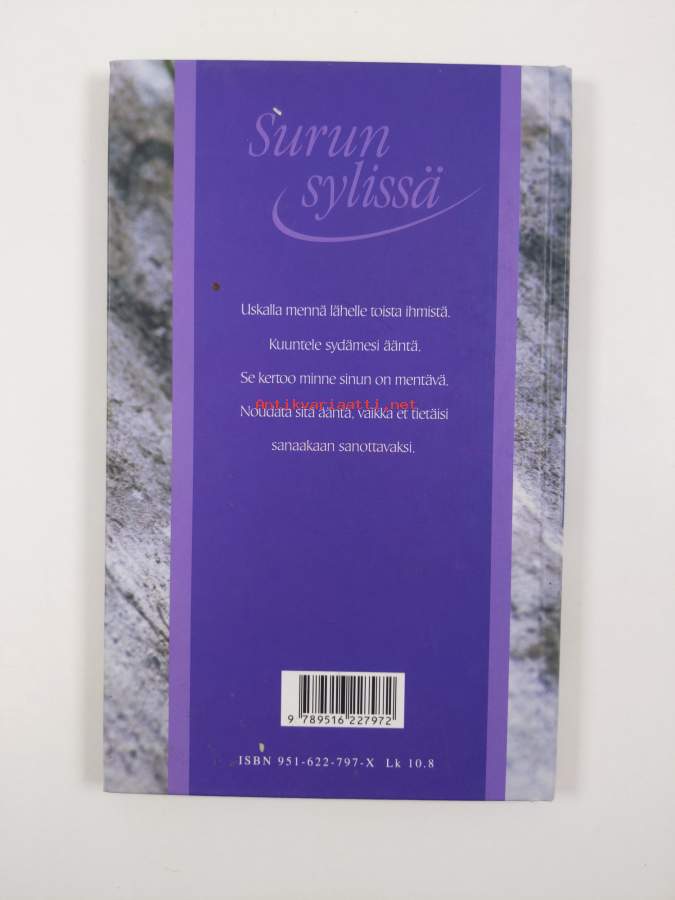 Surun
sylissä
Uskalla mennä lähelle toista ihmistä.
Kuuntele sydämesi ääntä.
Se kertoo minne sinun on mentävä.
Antikvariaatti.net
Noudata sitä ääntä, vaikka et tietäisi
sanaakaan sanottavaksi.
9 789516 227972
ISBN 951-622-797-X Lk 10.8